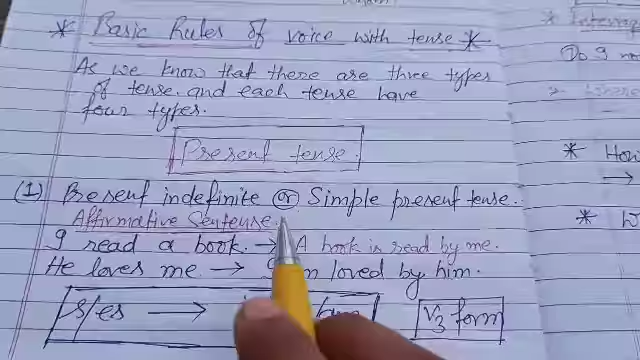 * Basic Rules of voice with tense *
As we know that there are three types
of tense and each tense have
four types.
Present tense
(1) Present indefinite or Simple present tense.
Affirmative Sentense
I read a book. → A book is read by me.
He loves me → loved by him.
s/es →
V3 form
* Interrog
Do I
* How
→
*